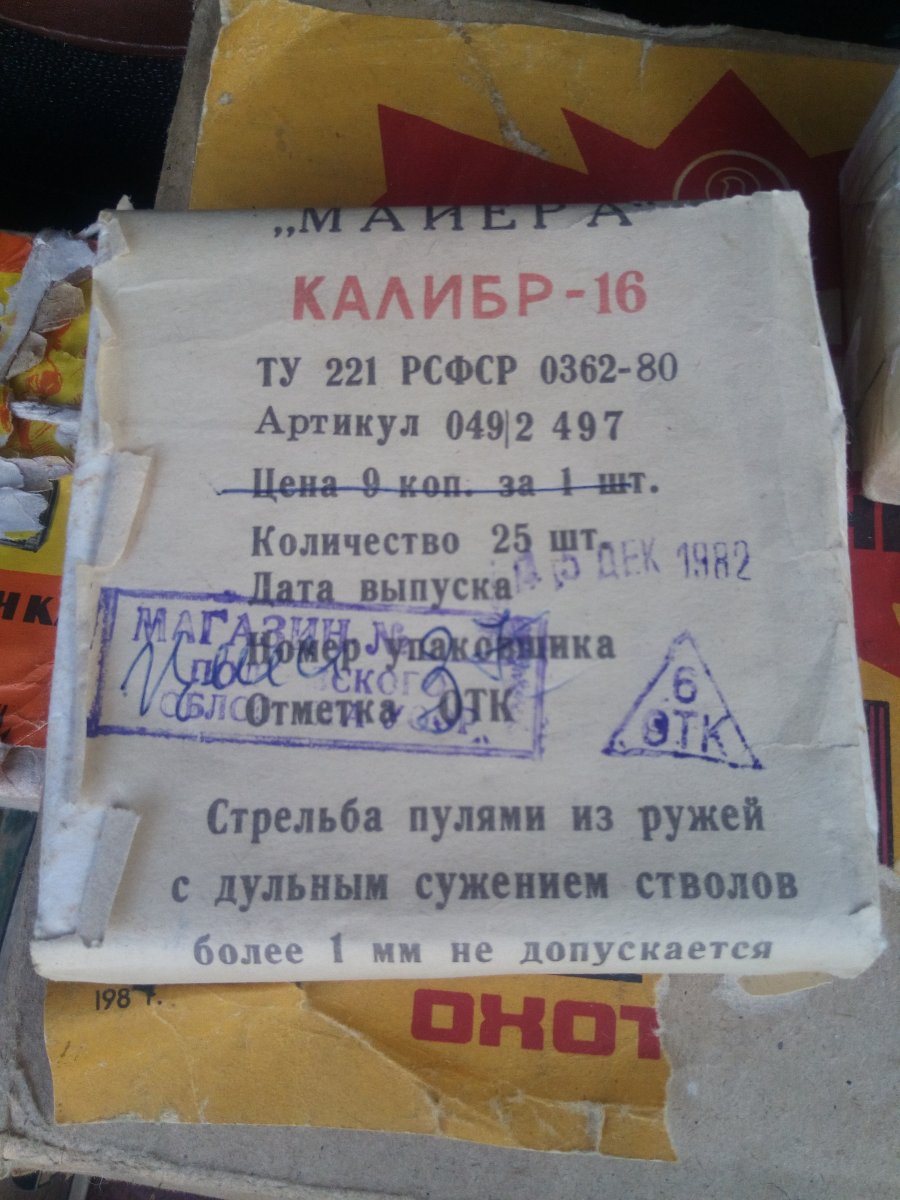 „МАЙЕРА“
КАЛИБР-16
ТУ 221 РСФСР 0362-80
Артикул 049 2 497
Цена 9 коп. за 1 шт.
Количество 25 шт.
Дата выпуска
ДЕК 1982
МАГАЗИН №
Номер упаковщика
СКОГО
Отметка ОТК
6
ОТК
Стрельба пулями из ружей
с дульным сужением стволов
более 1 мм не допускается
198 г.
ОХОТ